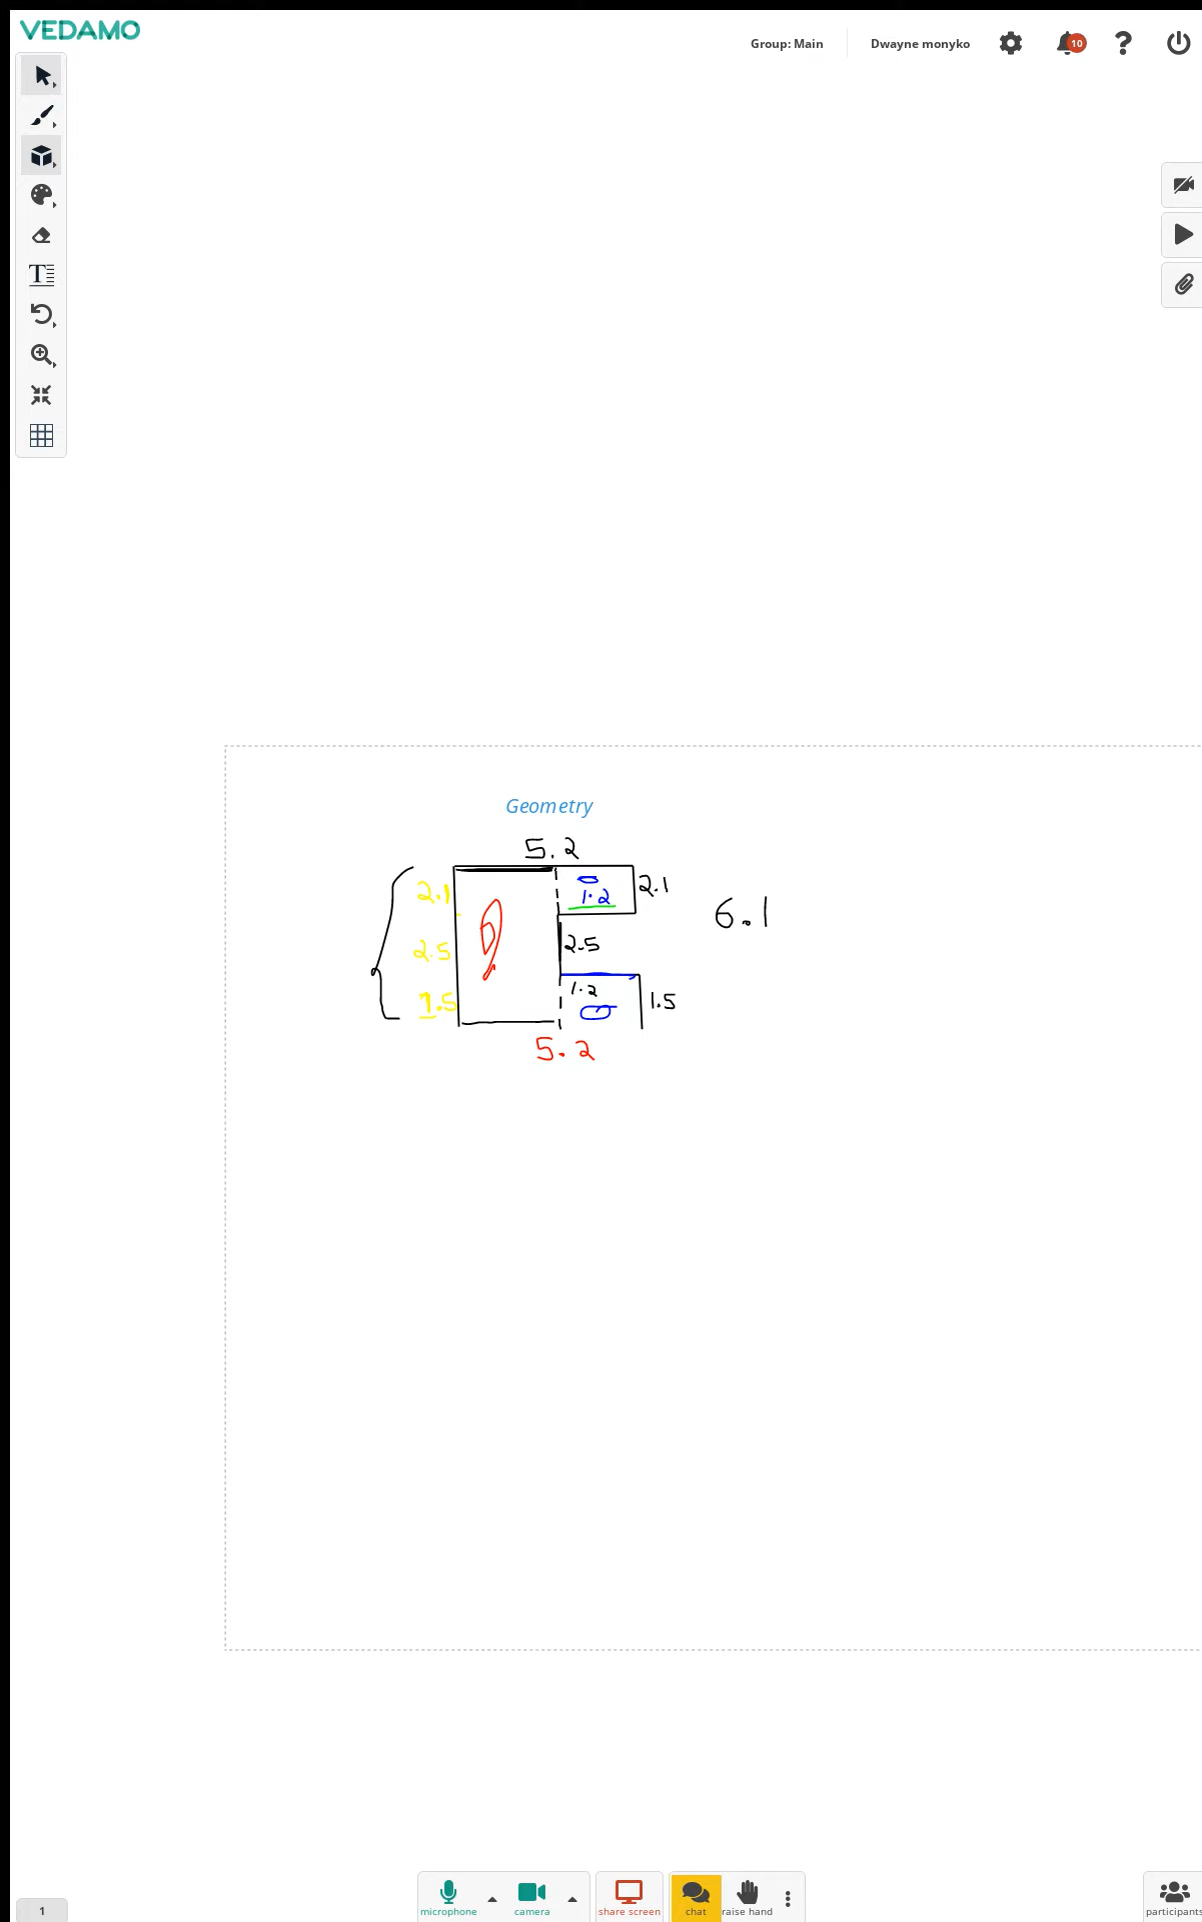 VEDAMO
Group: Main
Dwayne monyko
10
T
Geometry
5.2
2.1
1.2
2.1
6.1
2.5
2.5
1.2
1.5
1.5
5.2
1
microphone
camera
share screen
chat
raise hand
participants